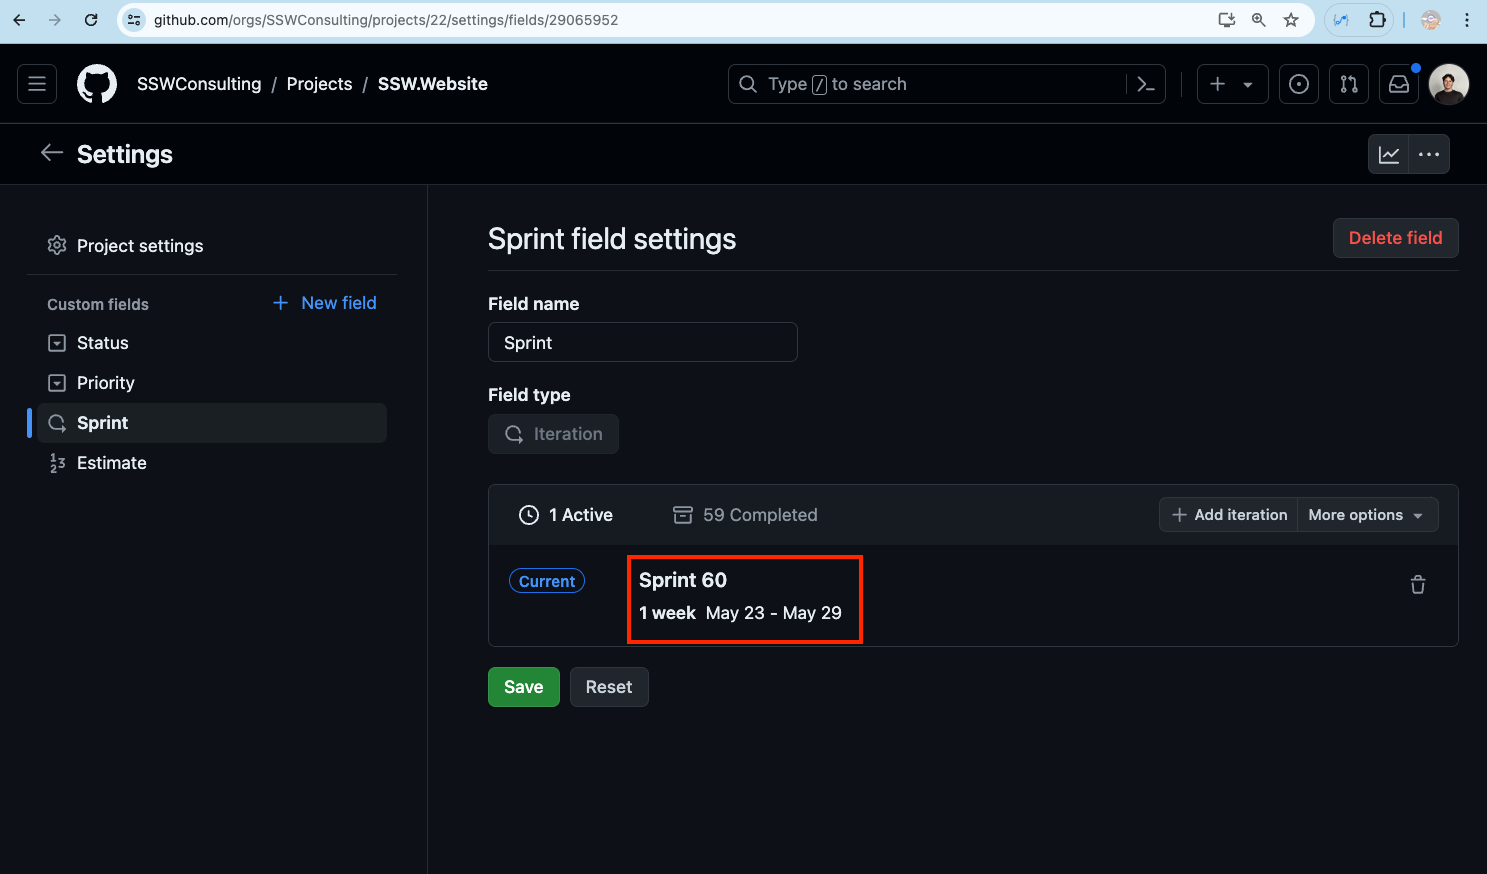 github.com/orgs/SSWConsulting/projects/22/settings/fields/29065952
SSWConsulting / Projects / SSW.Website
Type / to search
Settings
Project settings
Custom fields
New field
Status
Priority
Sprint
Estimate
Sprint field settings
Delete field
Field name
Sprint
Field type
Iteration
1 Active
59 Completed
Add iteration
More options
Current
Sprint 60
1 week May 23 - May 29
Save
Reset